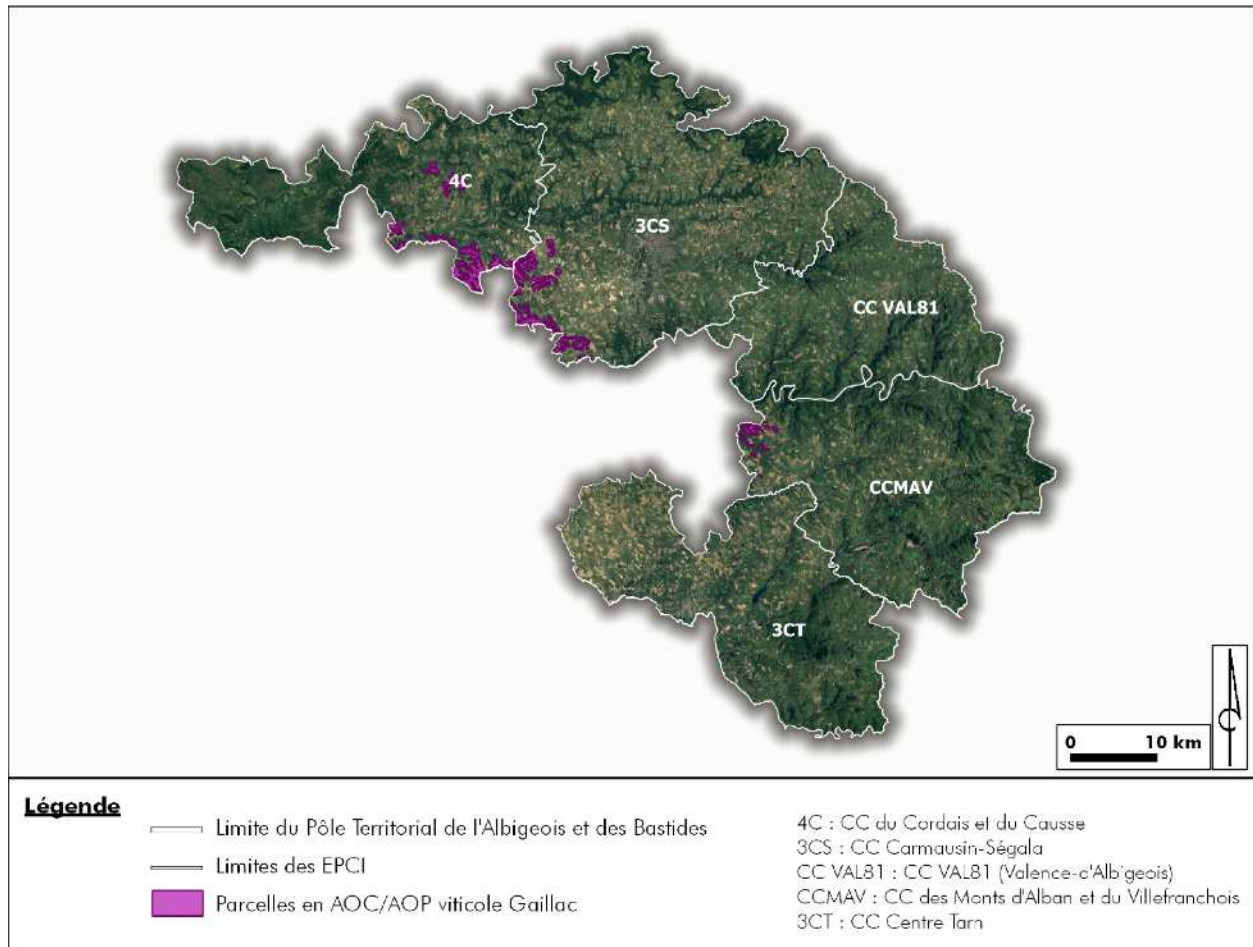 4C
3CS
CC VAL81
CCMAV
3CT
0 10 km
Légende
Limite du Pôle Territorial de l'Albigeois et des Bastides
Limites des EPCI
Parcelles en AOC/AOP viticole Gaillac
4C : CC du Cordais et du Causse
3CS : CC Carmausin-Ségala
CC VAL81 : CC VAL81 (Valence-d'Albigeois)
CCMAV : CC des Monts d'Alban et du Villefranchois
3CT : CC Centre Tarn